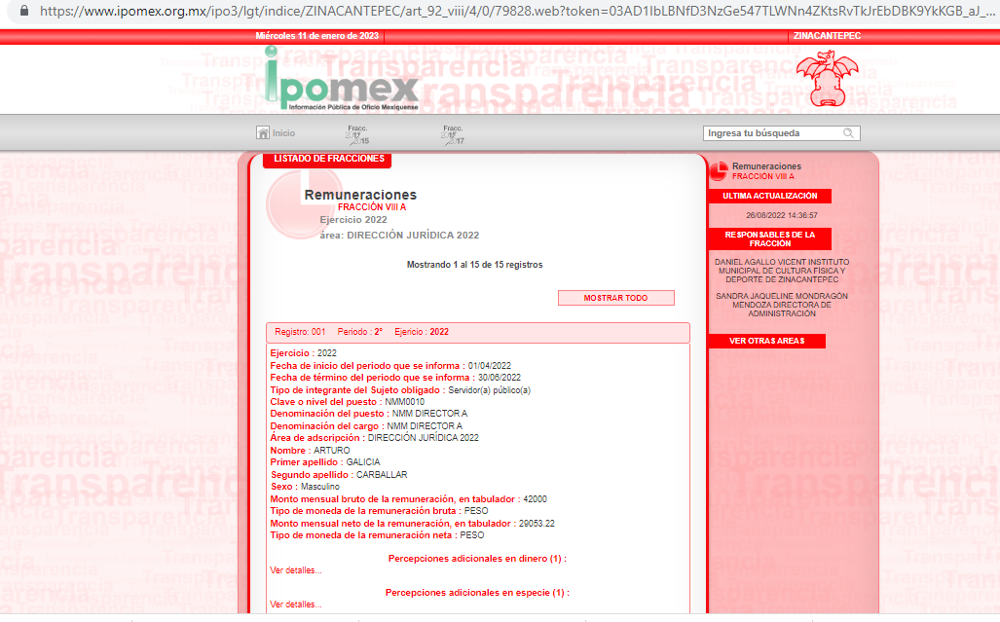 https://www.ipomex.org.mx/ipo3/lgt/indice/ZINACANTEPEC/art_92_viii/4/0/79828.web?token=03AD1IbLBNfD3NzGe547TLWNn4ZKtsRvTkJrEbDBK9YkKGB_aJ_...
Miércoles 11 de enero de 2023
ZINACANTEPEC
Transparencia
ipomex
Información Pública de Oficio Mexiquense
Inicio
Fracc.
15
Fracc.
17
Ingresa tu búsqueda
LISTADO DE FRACCIONES
Remuneraciones
FRACCIÓN VIII A
Ejercicio 2022
área: DIRECCIÓN JURÍDICA 2022
Mostrando 1 al 15 de 15 registros
MOSTRAR TODO
Registro: 001 Periodo : 2° Ejericio : 2022
Ejercicio : 2022
Fecha de inicio del periodo que se informa : 01/04/2022
Fecha de término del periodo que se informa : 30/06/2022
Tipo de integrante del Sujeto obligado : Servidor(a) público(a)
Clave o nivel del puesto : NMM0010
Denominación del puesto : NMM DIRECTOR A
Denominación del cargo : NMM DIRECTOR A
Área de adscripción : DIRECCIÓN JURÍDICA 2022
Nombre : ARTURO
Primer apellido : GALICIA
Segundo apellido : CARBALLAR
Sexo : Masculino
Monto mensual bruto de la remuneración, en tabulador : 42000
Tipo de moneda de la remuneración bruta : PESO
Monto mensual neto de la remuneración, en tabulador : 29053.22
Tipo de moneda de la remuneración neta : PESO
Percepciones adicionales en dinero (1) :
Ver detalles...
Percepciones adicionales en especie (1) :
Ver detalles...
Remuneraciones
FRACCIÓN VIII A
ULTIMA ACTUALIZACIÓN
26/08/2022 14:36:57
RESPONSABLES DE LA
FRACCIÓN
DANIEL AGALLO VICENT INSTITUTO
MUNICIPAL DE CULTURA FÍSICA Y
DEPORTE DE ZINACANTEPEC
SANDRA JAQUELINE MONDRAGÓN
MENDOZA DIRECTORA DE
ADMINISTRACIÓN
VER OTRAS AREAS